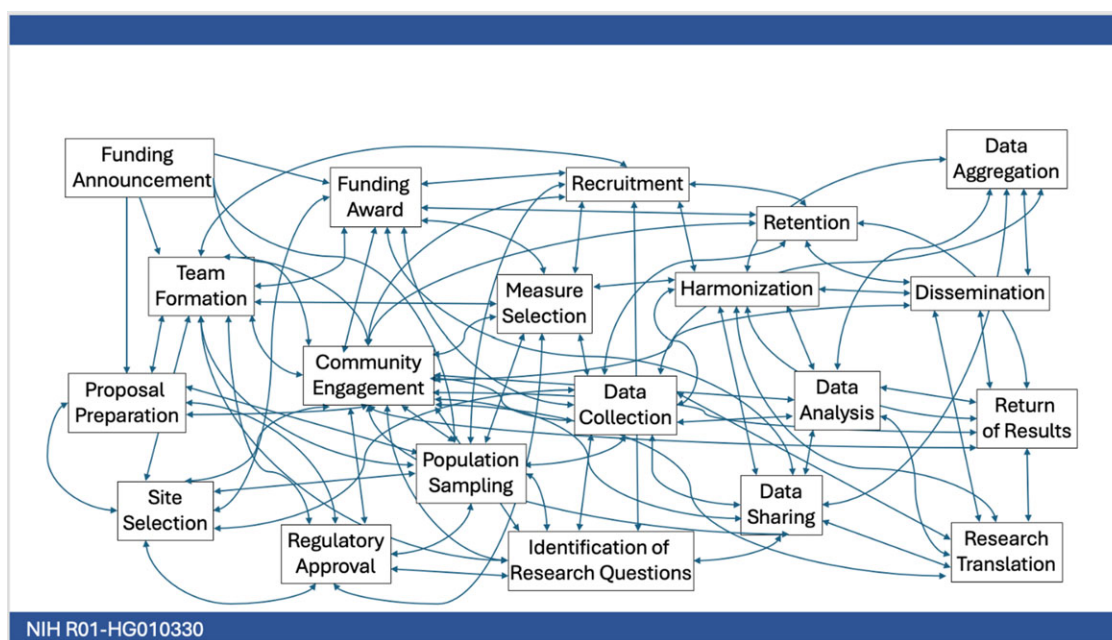 Funding
Announcement
Funding
Award
Recruitment
Data
Aggregation
Retention
Team
Formation
Measure
Selection
Harmonization
Dissemination
Community
Engagement
Proposal
Preparation
Data
Collection
Data
Analysis
Return
of Results
Population
Sampling
Site
Selection
Data
Sharing
Regulatory
Approval
Identification of
Research Questions
Research
Translation
NIH R01-HG010330